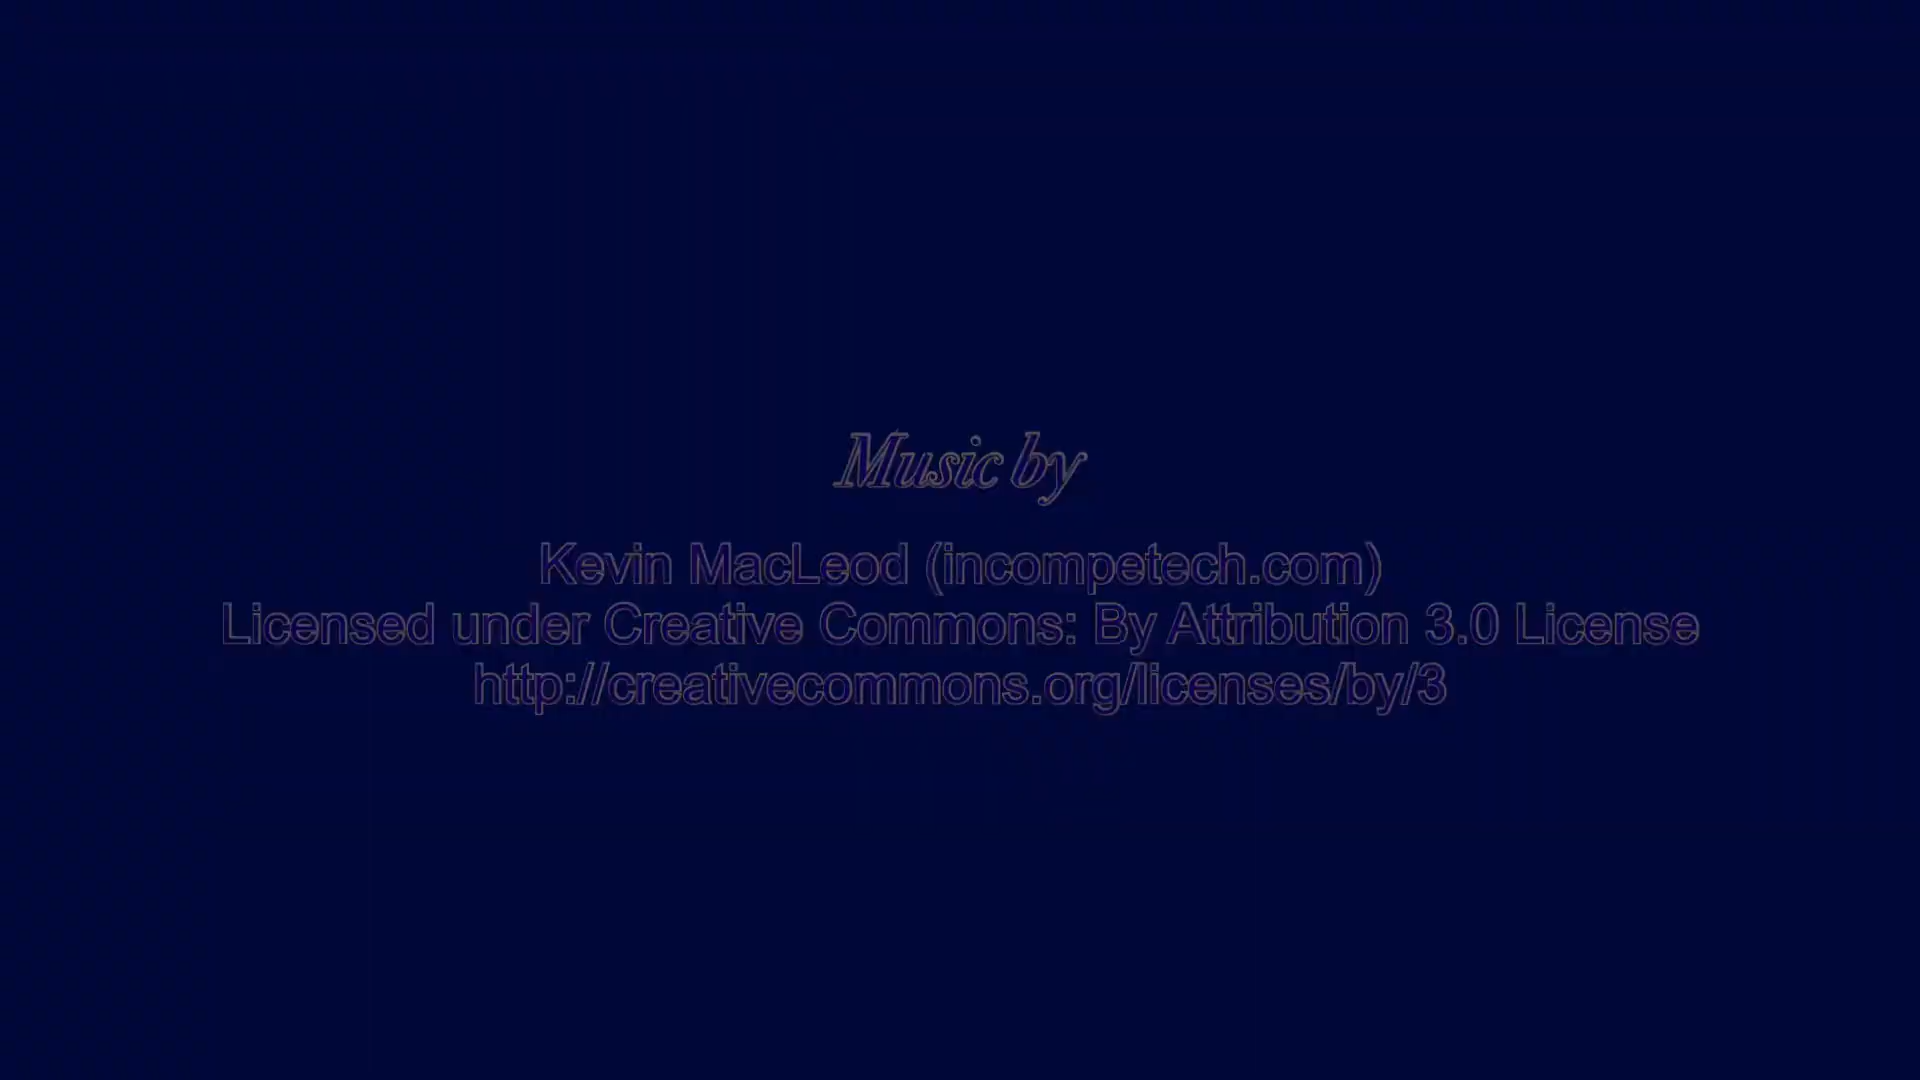 Music by
Kevin MacLeod (incompetech.com)
Licensed under Creative Commons: By Attribution 3.0 License
http://creativecommons.org/licenses/by/3